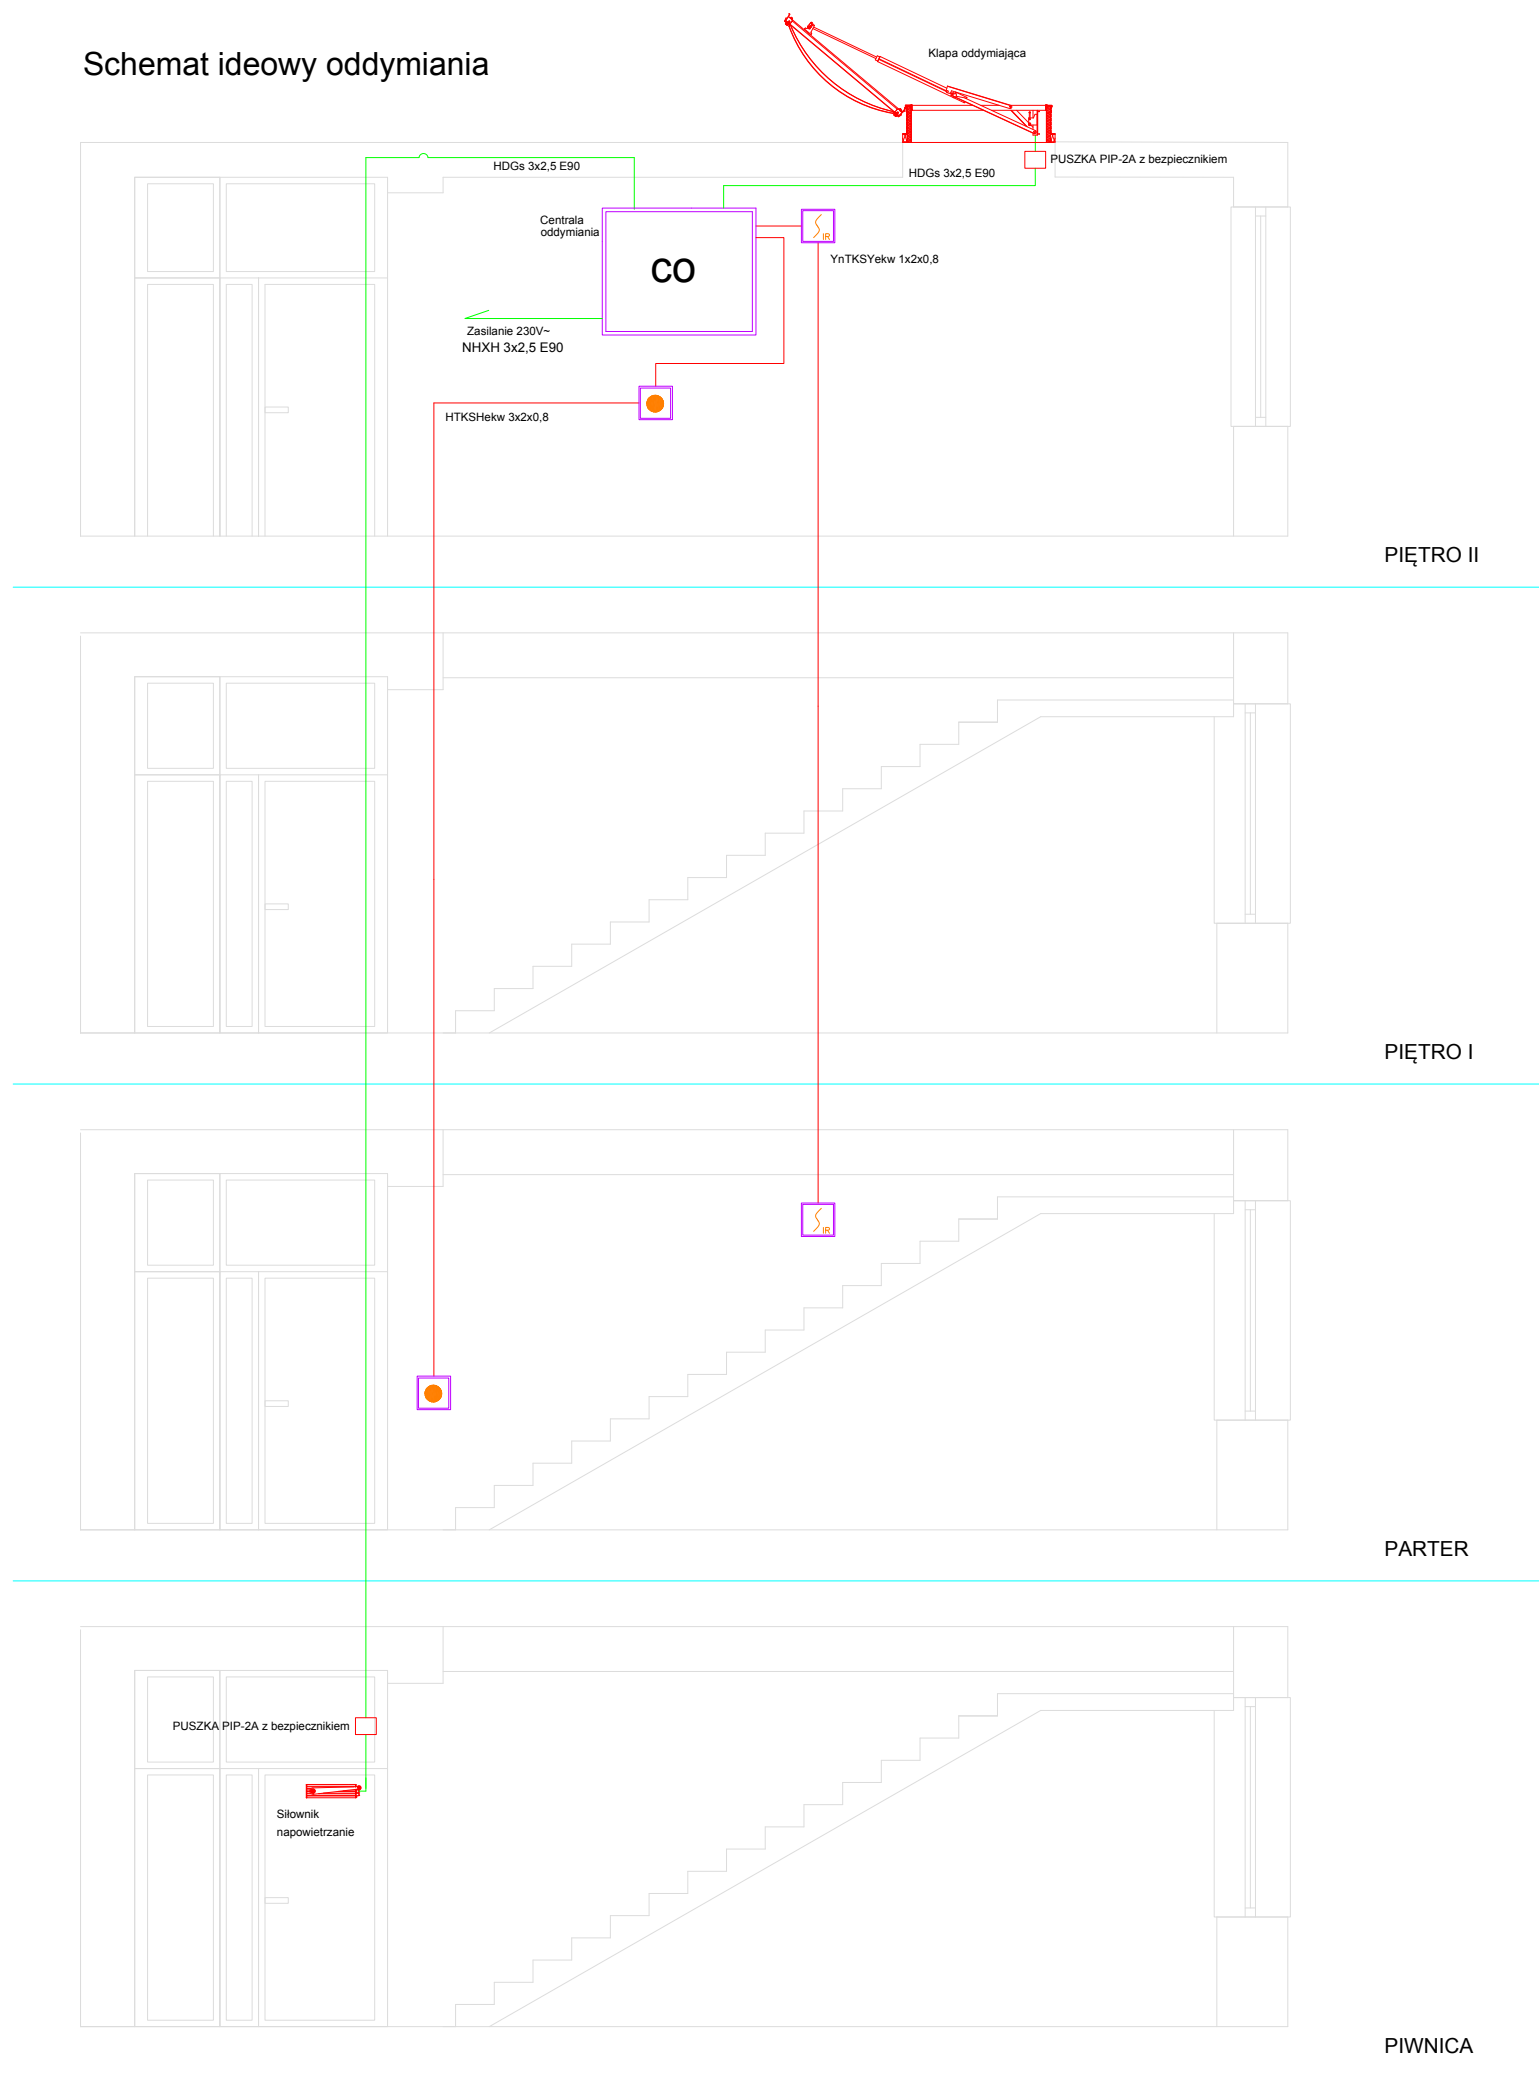 Schemat ideowy oddymiania
Klapa oddymiająca
HDGs 3x2,5 E90
PUSZKA PIP-2A z bezpiecznikiem
HDGs 3x2,5 E90
Centrala
oddymiania
CO
IR
YnTKSYekw 1x2x0,8
Zasilanie 230V~
NHXH 3x2,5 E90
HTKSHekw 3x2x0,8
PIĘTRO II
PIĘTRO I
IR
PARTER
PUSZKA PIP-2A z bezpiecznikiem
Siłownik
napowietrzanie
PIWNICA